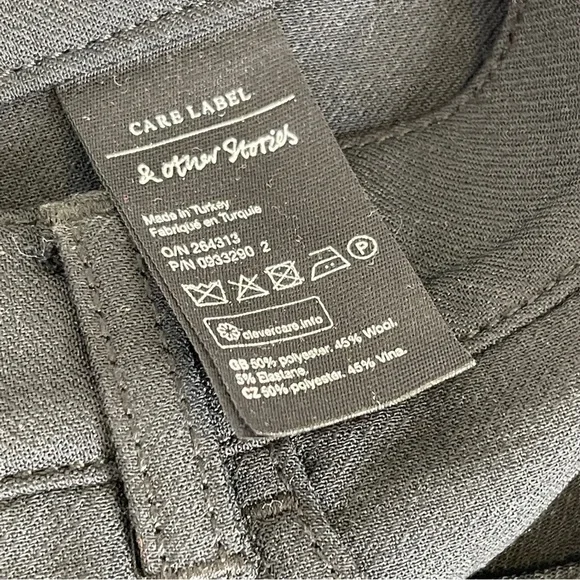 CARE LABEL
& other Stories
Made in Turkey
Fabriqué en Turquie
O/N 264313
P/N 0933290 2
P
clevercare.info
GB 50% polyester. 45% Wool.
5% Elastane.
CZ 50% polyester. 45% Vlna.